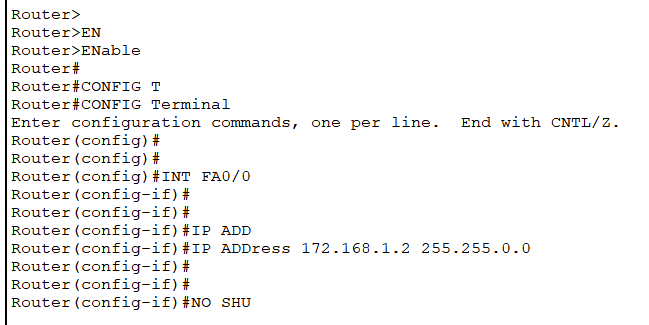 Router>
Router>EN
Router>ENable
Router#
Router#CONFIG T
Router#CONFIG Terminal
Enter configuration commands, one per line.  End with CNTL/Z.
Router(config)#
Router(config)#
Router(config)#INT FA0/0
Router(config-if)#
Router(config-if)#
Router(config-if)#IP ADD
Router(config-if)#IP ADDress 172.168.1.2 255.255.0.0
Router(config-if)#
Router(config-if)#
Router(config-if)#NO SHU